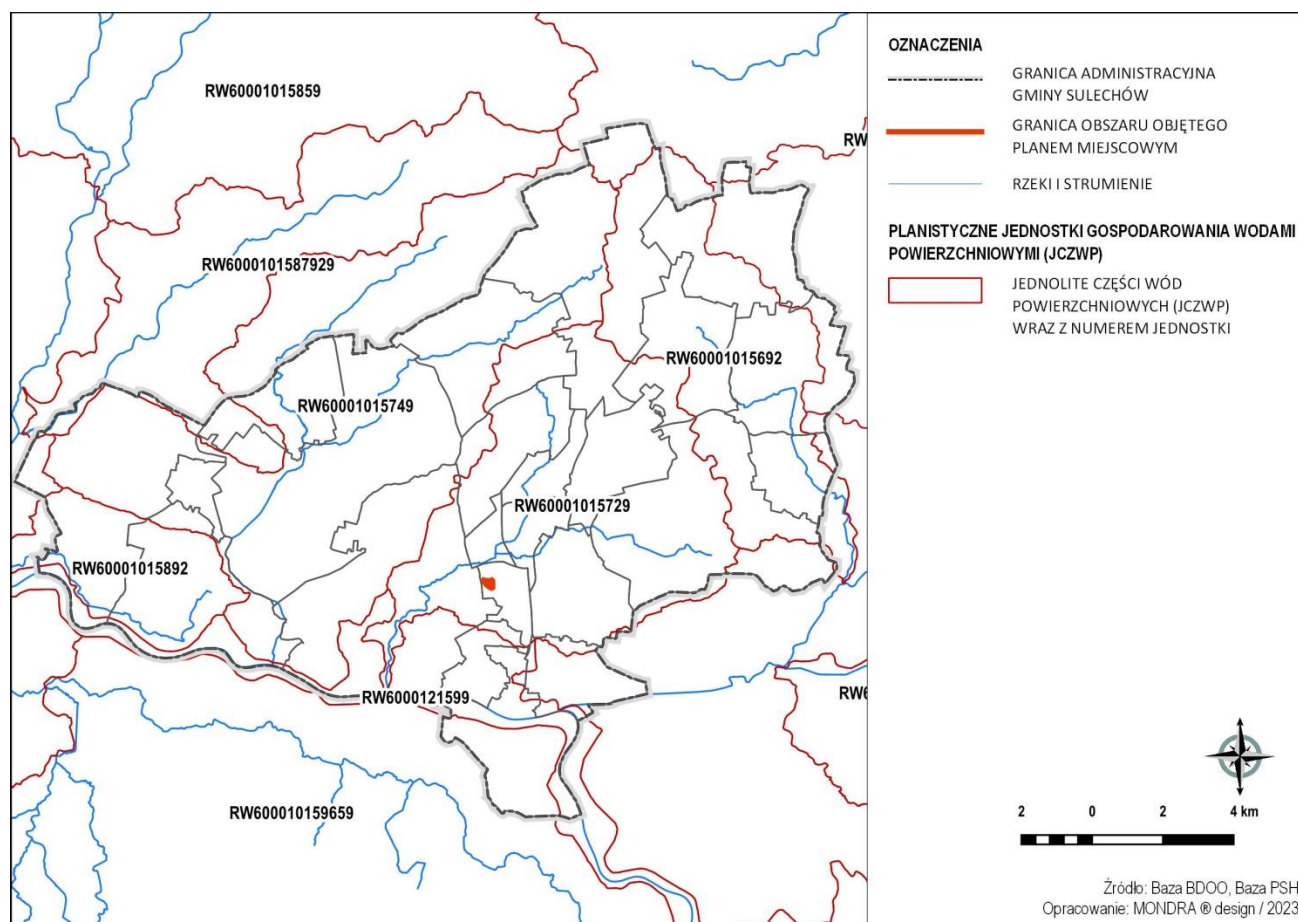 RW60001015859
RW
RW6000101587929
RW60001015692
RW60001015749
RW60001015729
RW60001015892
RW6000121599
RW6
RW600010159659
OZNACZENIA
GRANICA ADMINISTRACYJNA
GMINY SULECHÓW
GRANICA OBSZARU OBJĘTEGO
PLANEM MIEJSCOWYM
RZEKI I STRUMIENIE
PLANISTYCZNE JEDNOSTKI GOSPODAROWANIA WODAMI
POWIERZCHNIOWYMI (JCZWP)
JEDNOLITE CZĘŚCI WÓD
POWIERZCHNIOWYCH (JCZWP)
WRAZ Z NUMEREM JEDNOSTKI
2 0 2 4 km
Źródło: Baza BDOO, Baza PSH
Opracowanie: MONDRA ® design / 2023